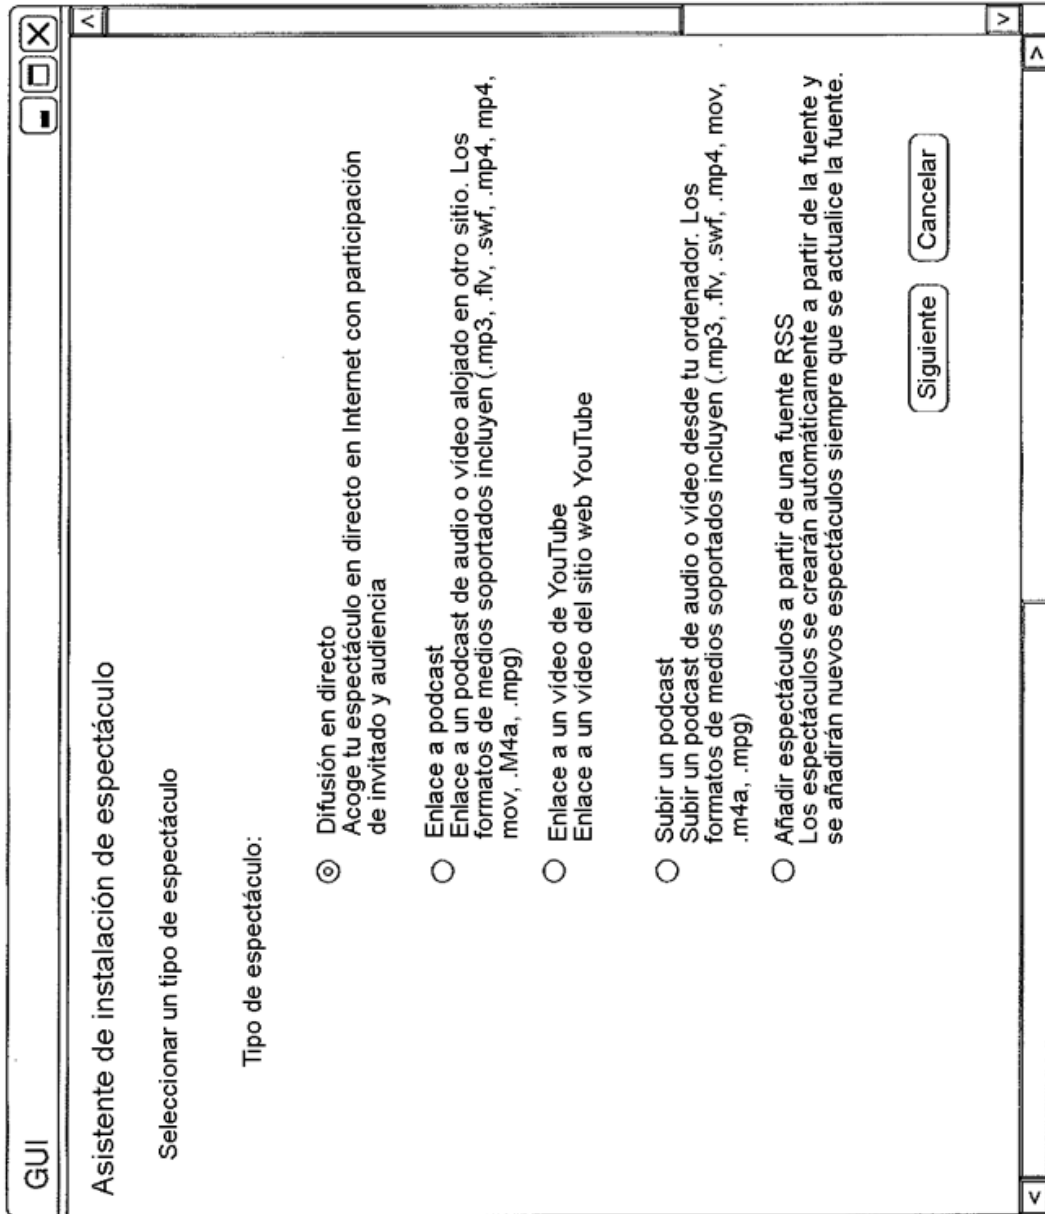 GUI
Asistente de instalación de espectáculo
Seleccionar un tipo de espectáculo
Tipo de espectáculo:
Difusión en directo
Acoge tu espectáculo en directo en Internet con participación
de invitado y audiencia
Enlace a podcast
Enlace a un podcast de audio o vídeo alojado en otro sitio. Los
formatos de medios soportados incluyen (.mp3, .flv, .swf, .mp4, mp4,
mov, .M4a, .mpg)
Enlace a un vídeo de YouTube
Enlace a un vídeo del sitio web YouTube
Subir un podcast
Subir un podcast de audio o vídeo desde tu ordenador. Los
formatos de medios soportados incluyen (.mp3, .flv, .swf, .mp4, mov,
.m4a, .mpg)
Añadir espectáculos a partir de una fuente RSS
Los espectáculos se crearán automáticamente a partir de la fuente y
se añadirán nuevos espectáculos siempre que se actualice la fuente.
Siguiente Cancelar